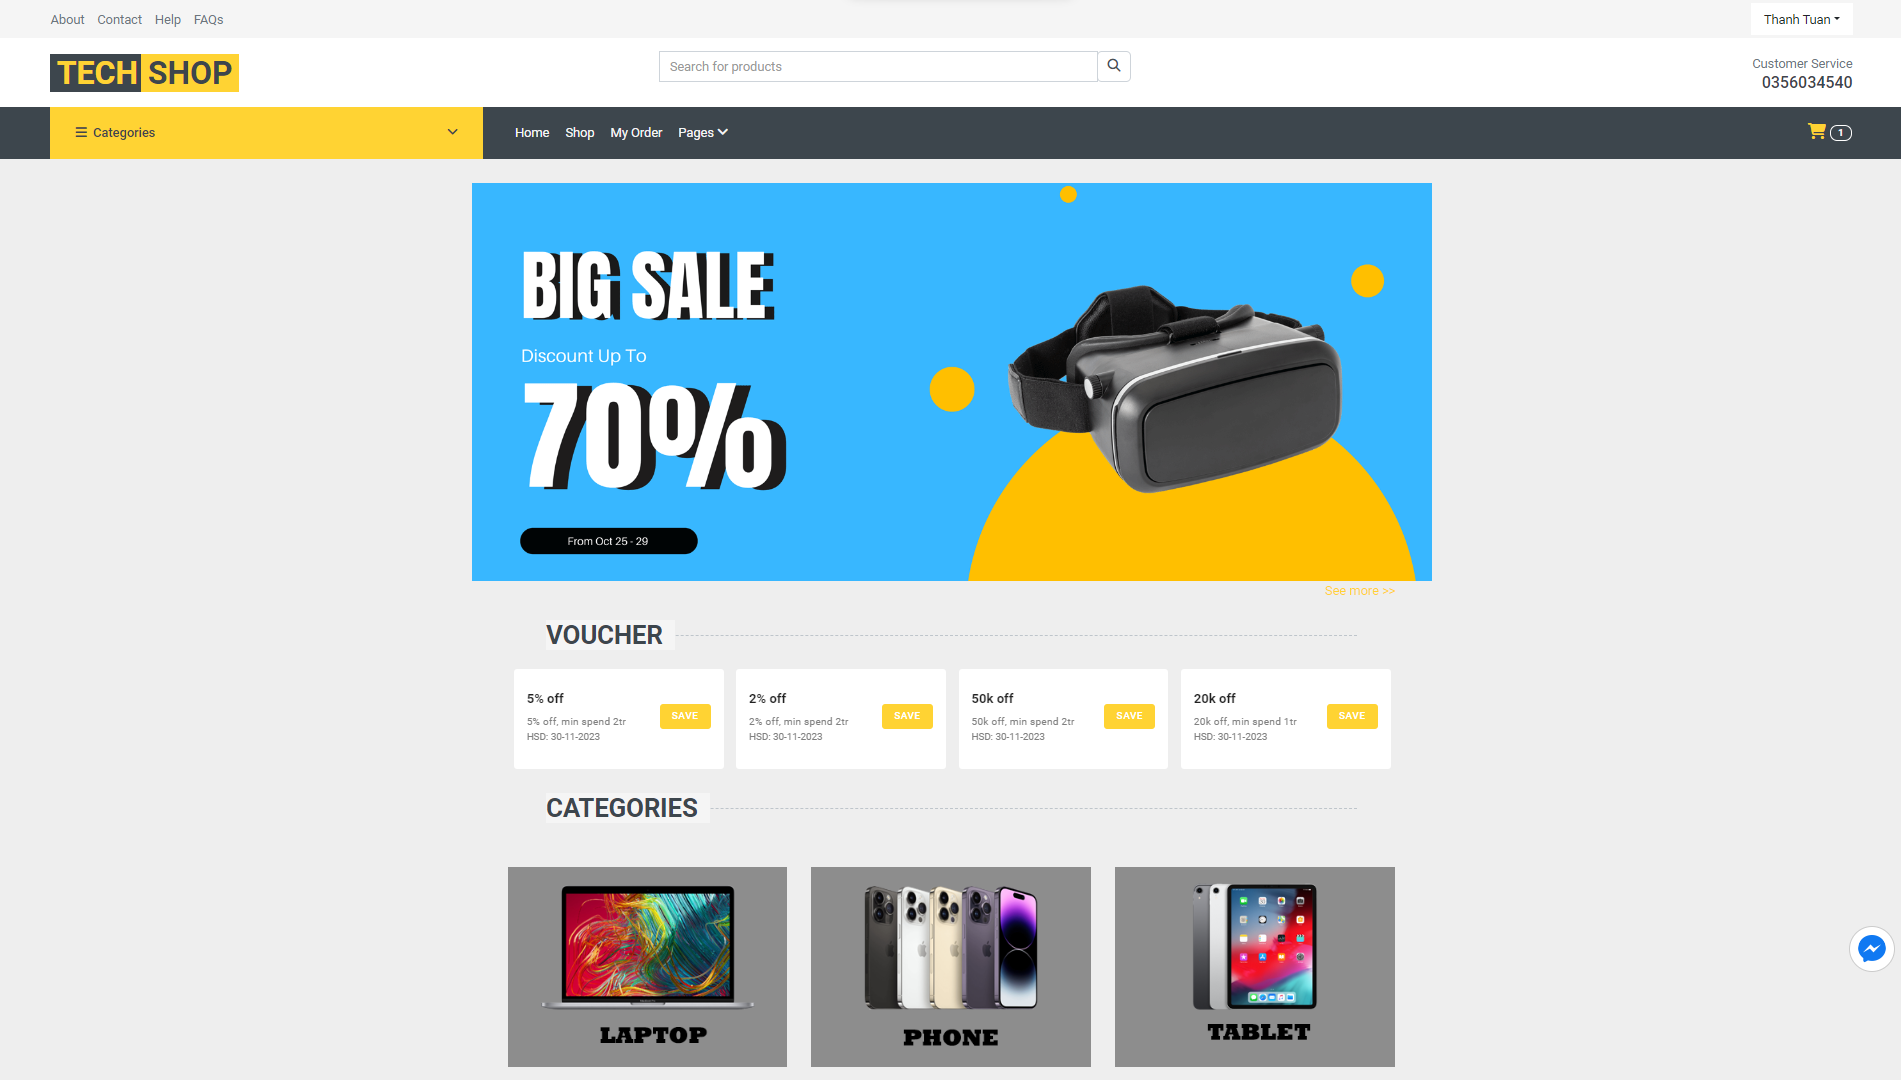 About Contact Help FAQs
Thanh Tuan
TECH SHOP
Search for products
Customer Service
0356034540
Categories
Home Shop My Order Pages
1
BIG SALE
Discount Up To
70%
From Oct 25 - 29
See more >>
VOUCHER
5% off
5% off, min spend 2tr
HSD: 30-11-2023
SAVE
2% off
2% off, min spend 2tr
HSD: 30-11-2023
SAVE
50k off
50k off, min spend 2tr
HSD: 30-11-2023
SAVE
20k off
20k off, min spend 1tr
HSD: 30-11-2023
SAVE
CATEGORIES
LAPTOP
PHONE
TABLET